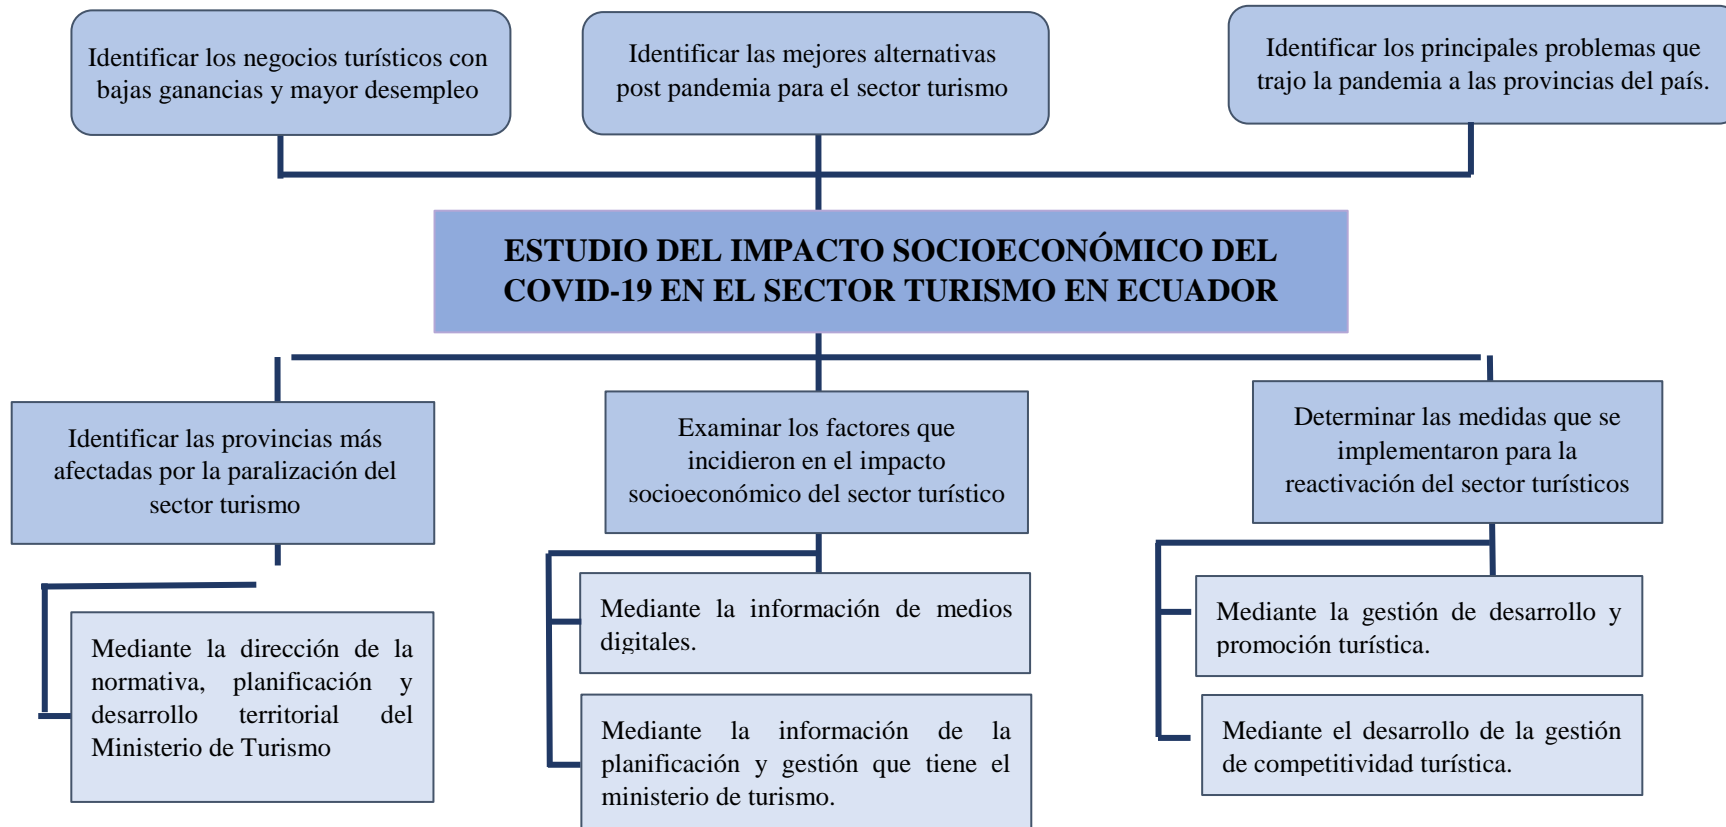 Identificar los negocios turísticos con
bajas ganancias y mayor desempleo
Identificar las mejores alternativas
post pandemia para el sector turismo
Identificar los principales problemas que
trajo la pandemia a las provincias del país.
ESTUDIO DEL IMPACTO SOCIOECONÓMICO DEL
COVID-19 EN EL SECTOR TURISMO EN ECUADOR
Identificar las provincias más
afectadas por la paralización del
sector turismo
Examinar los factores que
incidieron en el impacto
socioeconómico del sector turístico
Determinar las medidas que se
implementaron para la
reactivación del sector turísticos
Mediante la dirección de la
normativa, planificación y
desarrollo territorial del
Ministerio de Turismo
Mediante la información de medios
digitales.
Mediante la información de la
planificación y gestión que tiene el
ministerio de turismo.
Mediante la gestión de desarrollo y
promoción turística.
Mediante el desarrollo de la gestión
de competitividad turística.